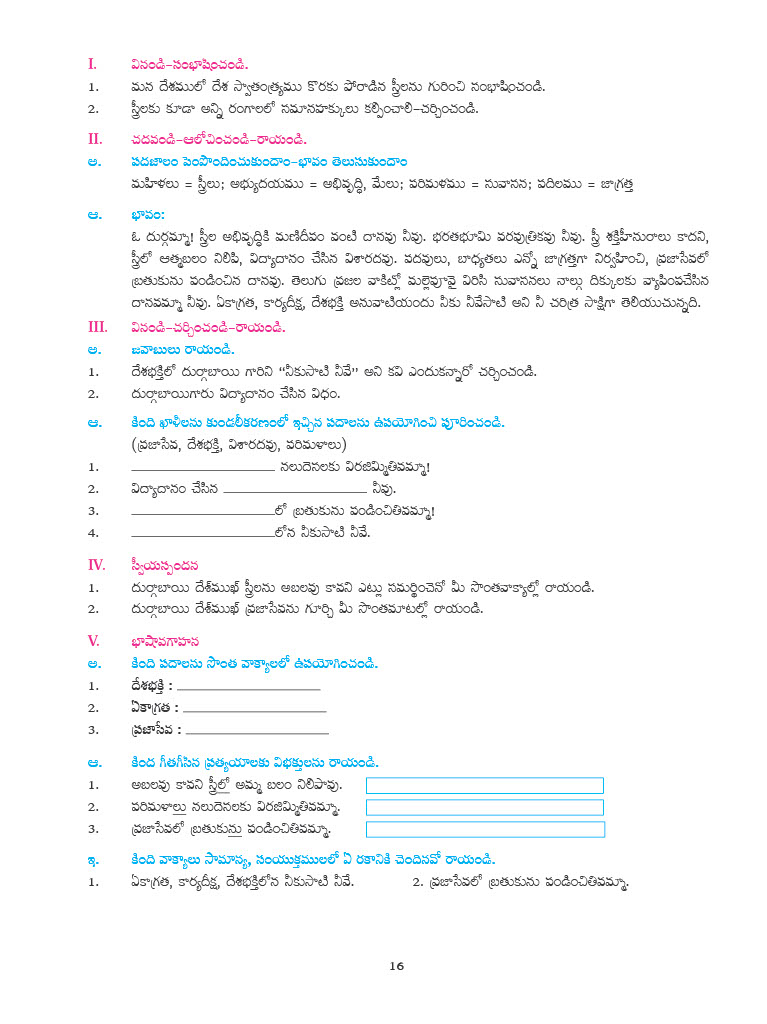 I. వినండి-సంభాషించండి.
1. మన దేశములో దేశ స్వాతంత్ర్యము కొరకు పోరాడిన స్త్రీలను గురించి సంభాషించండి.
2. స్త్రీలకు కూడా అన్ని రంగాలలో సమానహక్కులు కల్పించాలి-చర్చించండి.
II. చదవండి-ఆలోచించండి-రాయండి.
అ. పదజాలం పెంపొందించుకుందాం-భావం తెలుసుకుందాం
మహిళలు = స్త్రీలు; అభ్యుదయము = అభివృద్ధి, మేలు; పరిమళము = సువాసన; పదిలము = జాగ్రత్త
ఆ. భావం:
ఓ దుర్గమ్మా! స్త్రీల అభివృద్ధికి మణిదీపం వంటి దానవు నీవు. భరతభూమి వరపుత్రికవు నీవు. స్త్రీ శక్తిహీనురాలు కాదని,
స్త్రీలో ఆత్మబలం నిలిపి, విద్యాదానం చేసిన విశారదవు. పదవులు, బాధ్యతలు ఎన్నో జాగ్రత్తగా నిర్వహించి, ప్రజాసేవలో
బ్రతుకును పండించిన దానవు. తెలుగు ప్రజల వాకిట్లో మల్లెపూవై విరిసి సువాసనలు నాల్గు దిక్కులకు వ్యాపింపచేసిన
దానవమ్మా నీవు. ఏకాగ్రత, కార్యదీక్ష, దేశభక్తి అనువాటియందు నీకు నీవేసాటి అని నీ చరిత్ర సాక్షిగా తెలియుచున్నది.
III. వినండి-చర్చించండి-రాయండి.
అ. జవాబులు రాయండి.
1. దేశభక్తిలో దుర్గాబాయి గారిని “నీకుసాటి నీవే” అని కవి ఎందుకన్నారో చర్చించండి.
2. దుర్గాబాయిగారు విద్యాదానం చేసిన విధం.
ఆ. కింది ఖాళీలను కుండలీకరణంలో ఇచ్చిన పదాలను ఉపయోగించి పూరించండి.
(ప్రజాసేవ, దేశభక్తి, విశారదవు, పరిమళాలు)
1. ____________ నలుదెసలకు విరజిమ్మితివమ్మా!
2. విద్యాదానం చేసిన ____________ నీవు.
3. ____________లో బ్రతుకును పండించితివమ్మా!
4. ____________లోన నీకుసాటి నీవే.
IV. స్వీయస్పందన
1. దుర్గాబాయి దేశ్‌ముఖ్ స్త్రీలను అబలవు కావని ఎట్లు సమర్థించెనో మీ సొంతవాక్యాల్లో రాయండి.
2. దుర్గాబాయి దేశ్‌ముఖ్ ప్రజాసేవను గూర్చి మీ సొంతమాటల్లో రాయండి.
V. భాషావగాహన
అ. కింది పదాలను సొంత వాక్యాలలో ఉపయోగించండి.
1. దేశభక్తి : ____________
2. ఏకాగ్రత : ____________
3. ప్రజాసేవ : ____________
ఆ. కింద గీతగీసిన ప్రత్యయాలకు విభక్తులను రాయండి.
1. అబలవు కావని స్త్రీలో అమ్మ బలం నిలిపావు.
2. పరిమళాలు నలుదెసలకు విరజిమ్మితివమ్మా.
3. ప్రజాసేవలో బ్రతుకును పండించితివమ్మా.
ఇ. కింది వాక్యాలు సామాన్య, సంయుక్తములలో ఏ రకానికి చెందినవో రాయండి.
1. ఏకాగ్రత, కార్యదీక్ష, దేశభక్తిలోన నీకుసాటి నీవే. 2. ప్రజాసేవలో బ్రతుకును పండించితివమ్మా.
16